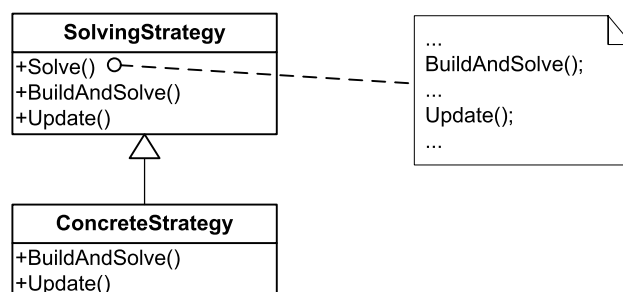 SolvingStrategy
+Solve()
+BuildAndSolve()
+Update()
...
BuildAndSolve();
...
Update();
...
ConcreteStrategy
+BuildAndSolve()
+Update()